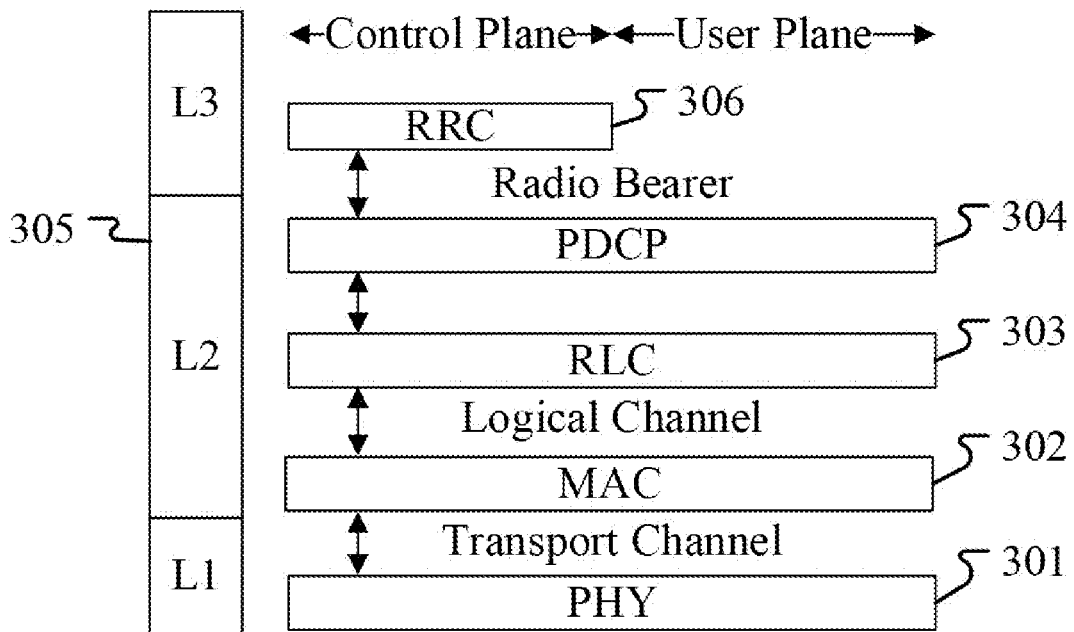 Control Plane User Plane
L3
RRC 306
Radio Bearer
305
PDCP 304
L2
RLC 303
Logical Channel
MAC 302
Transport Channel
L1
PHY 301